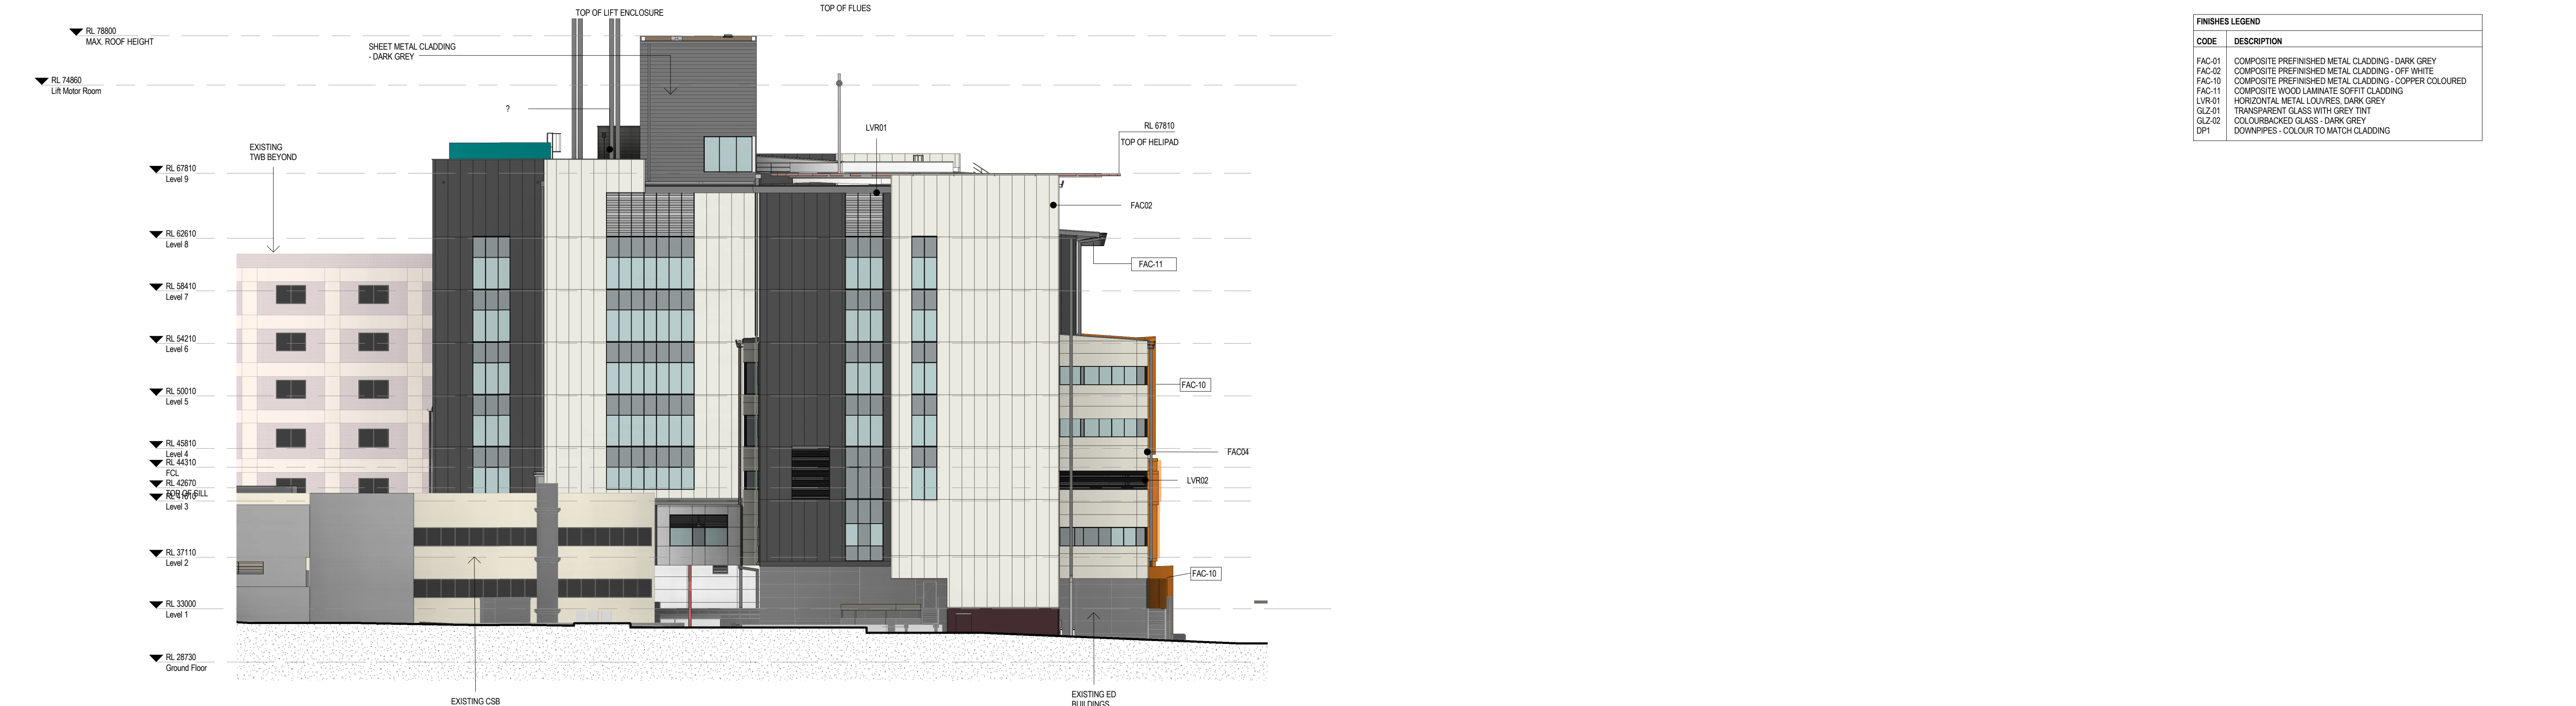 TOP OF FLUES
TOP OF LIFT ENCLOSURE
RL 78800
MAX. ROOF HEIGHT
SHEET METAL CLADDING
- DARK GREY
RL 74860
Lift Motor Room
?
LVR01
RL 67810
TOP OF HELIPAD
EXISTING
TWB BEYOND
RL 67810
Level 9
FAC02
RL 62610
Level 8
FAC-11
RL 58410
Level 7
RL 54210
Level 6
FAC-10
RL 50010
Level 5
RL 45810
Level 4
FAC04
RL 44310
FCL
RL 42670
TOP OF SILL
LVR02
Level 3
RL 37110
Level 2
FAC-10
RL 33000
Level 1
RL 28730
Ground Floor
EXISTING CSB
EXISTING ED
BUILDINGS
FINISHES LEGEND
CODE DESCRIPTION
FAC-01 COMPOSITE PREFINISHED METAL CLADDING - DARK GREY
FAC-02 COMPOSITE PREFINISHED METAL CLADDING - OFF WHITE
FAC-10 COMPOSITE PREFINISHED METAL CLADDING - COPPER COLOURED
FAC-11 COMPOSITE WOOD LAMINATE SOFFIT CLADDING
LVR-01 HORIZONTAL METAL LOUVRES, DARK GREY
GLZ-01 TRANSPARENT GLASS WITH GREY TINT
GLZ-02 COLOURBACKED GLASS - DARK GREY
DP1 DOWNPIPES - COLOUR TO MATCH CLADDING